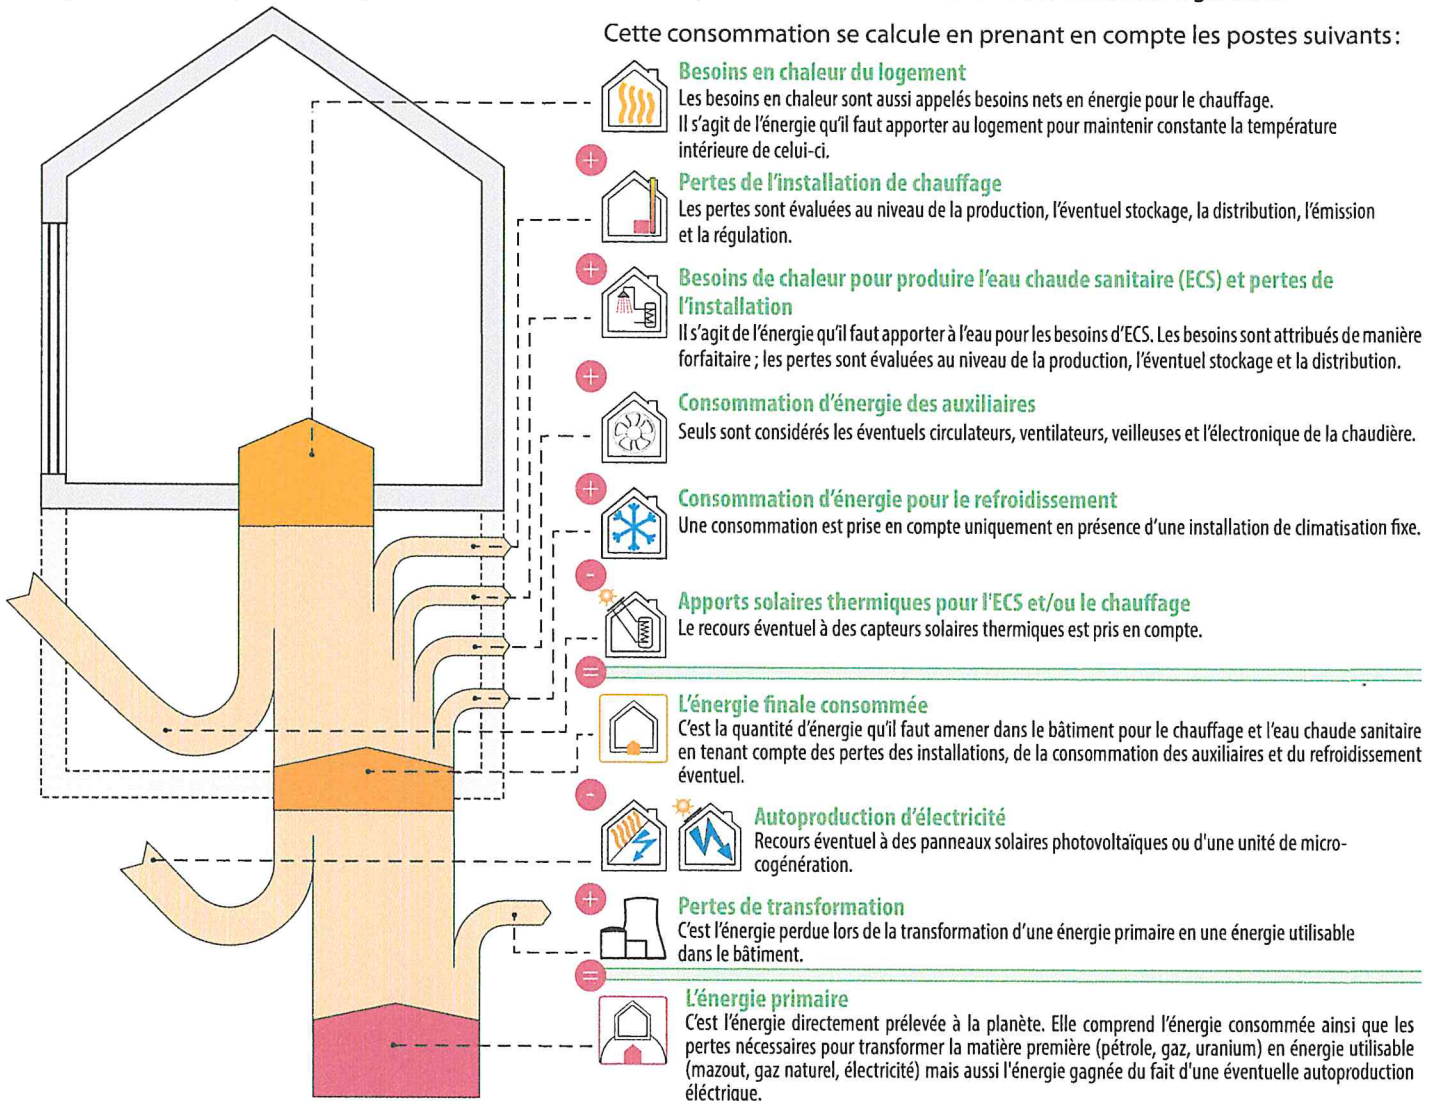 Cette consommation se calcule en prenant en compte les postes suivants :
Besoins en chaleur du logement
Les besoins en chaleur sont aussi appelés besoins nets en énergie pour le chauffage.
Il s'agit de l'énergie qu'il faut apporter au logement pour maintenir constante la température
intérieure de celui-ci.
+
Pertes de l'installation de chauffage
Les pertes sont évaluées au niveau de la production, l'éventuel stockage, la distribution, l'émission
et la régulation.
+
Besoins de chaleur pour produire l'eau chaude sanitaire (ECS) et pertes de
l'installation
Il s'agit de l'énergie qu'il faut apporter à l'eau pour les besoins d'ECS. Les besoins sont attribués de manière
forfaitaire ; les pertes sont évaluées au niveau de la production, l'éventuel stockage et la distribution.
+
Consommation d'énergie des auxiliaires
Seuls sont considérés les éventuels circulateurs, ventilateurs, veilleuses et l'électronique de la chaudière.
+
Consommation d'énergie pour le refroidissement
Une consommation est prise en compte uniquement en présence d'une installation de climatisation fixe.
-
Apports solaires thermiques pour l'ECS et/ou le chauffage
Le recours éventuel à des capteurs solaires thermiques est pris en compte.
=
L'énergie finale consommée
C'est la quantité d'énergie qu'il faut amener dans le bâtiment pour le chauffage et l'eau chaude sanitaire
en tenant compte des pertes des installations, de la consommation des auxiliaires et du refroidissement
éventuel.
-
Autoproduction d'électricité
Recours éventuel à des panneaux solaires photovoltaïques ou d'une unité de micro-
cogénération.
+
Pertes de transformation
C'est l'énergie perdue lors de la transformation d'une énergie primaire en une énergie utilisable
dans le bâtiment.
=
L'énergie primaire
C'est l'énergie directement prélevée à la planète. Elle comprend l'énergie consommée ainsi que les
pertes nécessaires pour transformer la matière première (pétrole, gaz, uranium) en énergie utilisable
(mazout, gaz naturel, électricité) mais aussi l'énergie gagnée du fait d'une éventuelle autoproduction
éléctrique.